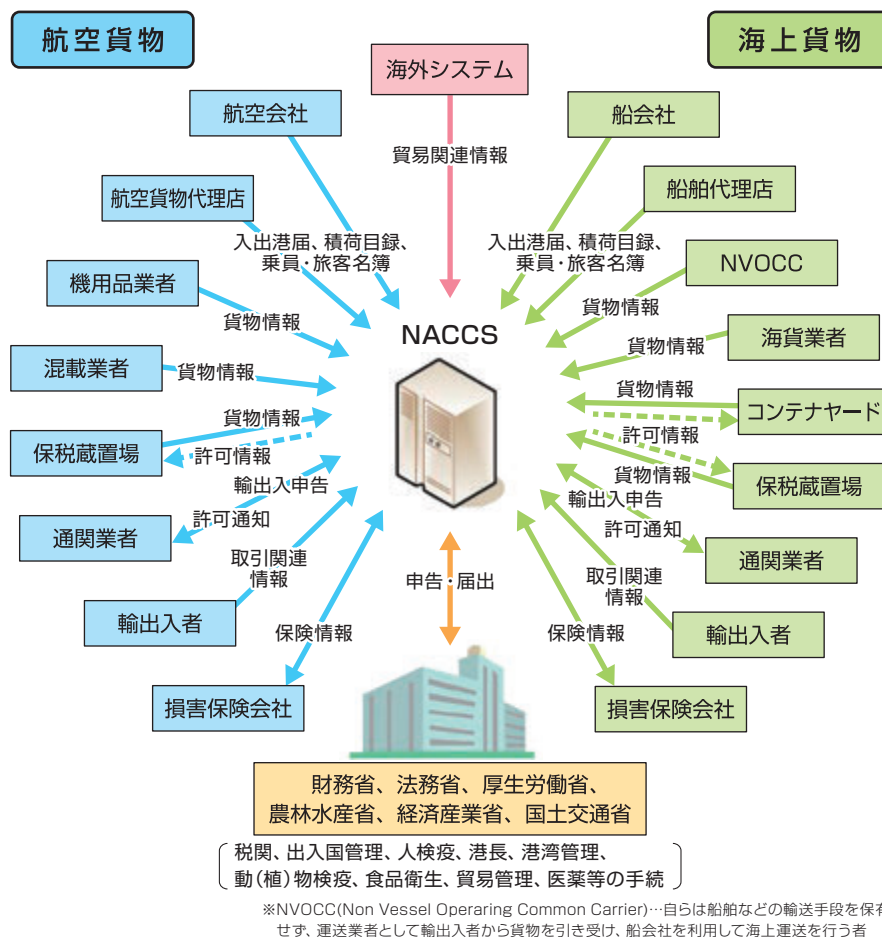 航空貨物
海上貨物
海外システム
航空会社
船会社
貿易関連情報
航空貨物代理店
船舶代理店
入出港届、積荷目録、
乗員・旅客名簿
入出港届、積荷目録、
乗員・旅客名簿
機用品業者
NVOCC
貨物情報
貨物情報
NACCS
海貨業者
混載業者
貨物情報
貨物情報
貨物情報
コンテナヤード
貨物情報
許可情報
保税蔵置場
許可情報
貨物情報
保税蔵置場
輸出入申告
輸出入申告
許可通知
許可通知
通関業者
通関業者
取引関連
情報
申告・届出
取引関連
情報
輸出入者
輸出入者
保険情報
保険情報
損害保険会社
損害保険会社
財務省、法務省、厚生労働省、
農林水産省、経済産業省、国土交通省
税関、出入国管理、人検疫、港長、港湾管理、
動(植)物検疫、食品衛生、貿易管理、医薬等の手続
※NVOCC(Non Vessel Operaring Common Carrier)…自らは船舶などの輸送手段を保有
せず、運送業者として輸出入者から貨物を引き受け、船会社を利用して海上運送を行う者